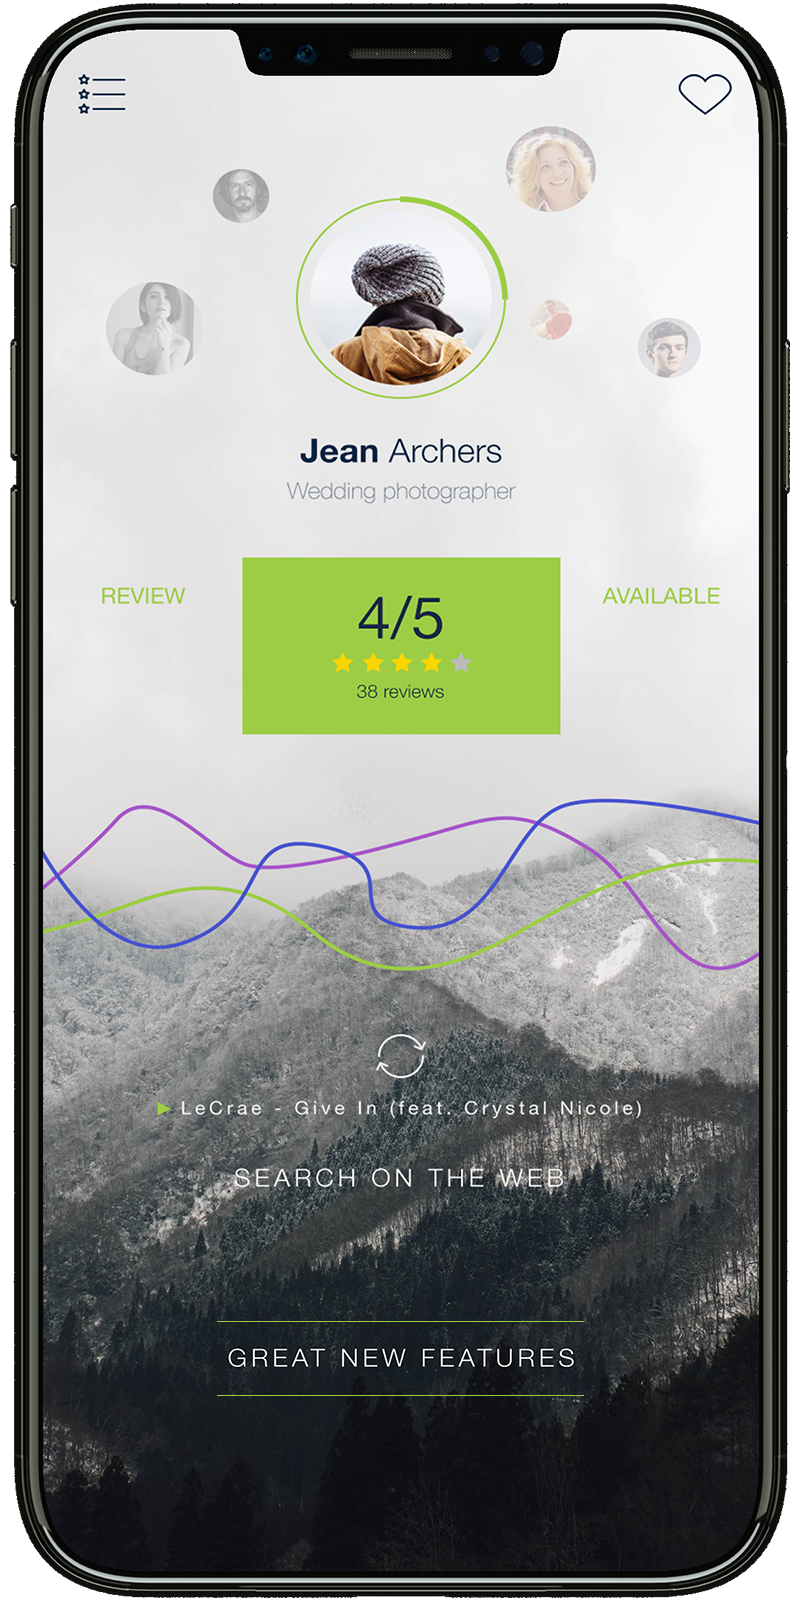 Jean Archers
Wedding photographer
REVIEW
4/5
38 reviews
AVAILABLE
LeCrae - Give In (feat. Crystal Nicole)
SEARCH ON THE WEB
GREAT NEW FEATURES